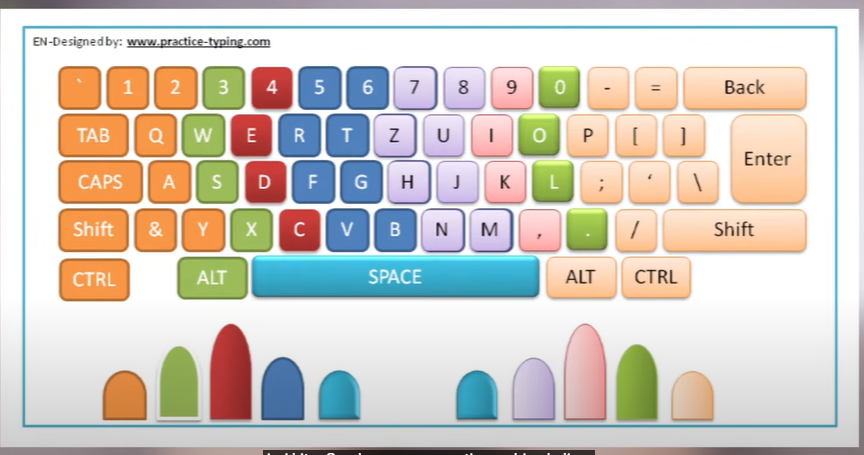 EN-Designed by: www.practice-typing.com
` 1 2 3 4 5 6 7 8 9 0 - = Back
TAB Q W E R T Z U I O P [ ] Enter
CAPS A S D F G H J K L ; ‘ \
Shift & Y X C V B N M , . / Shift
CTRL ALT SPACE ALT CTRL